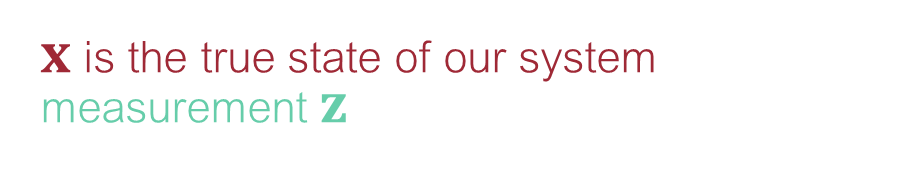 x is the true state of our system
measurement z